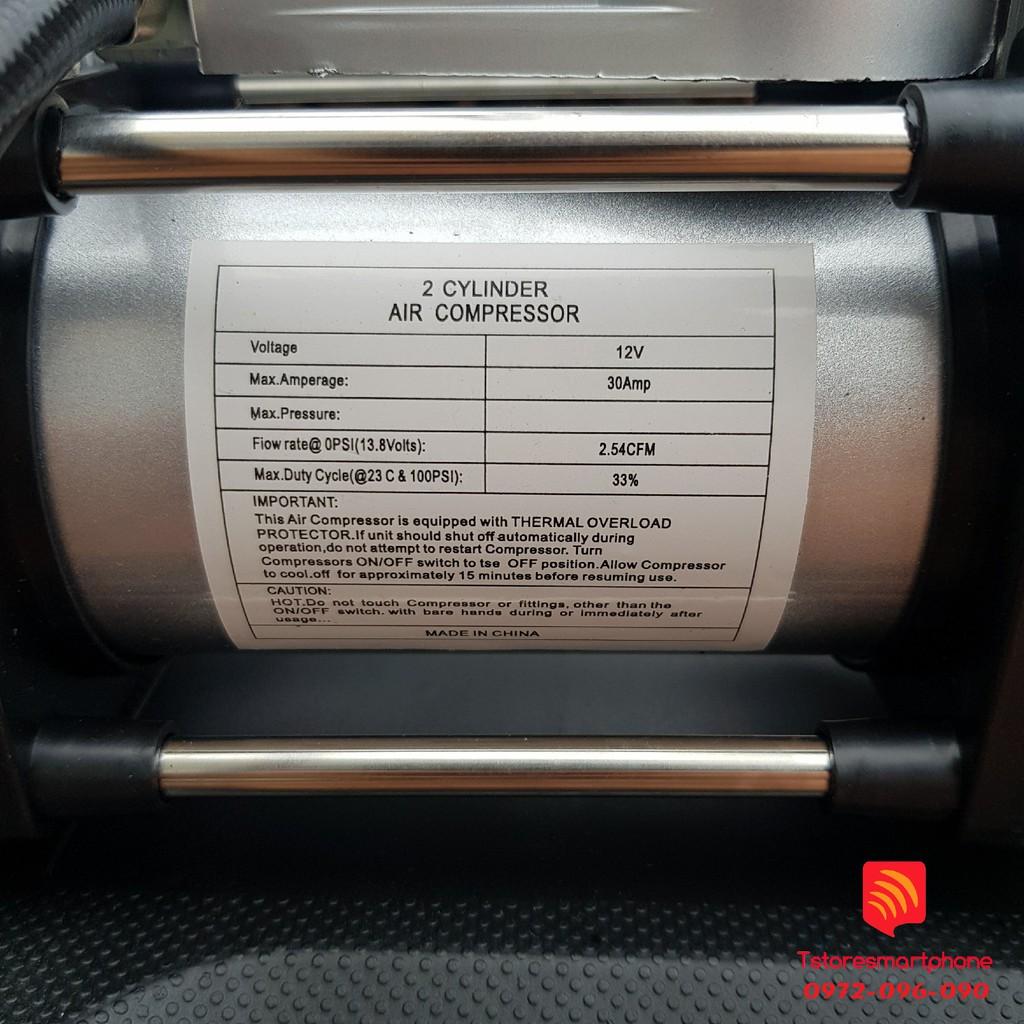 2 CYLINDER
AIR COMPRESSOR
Voltage 12V
Max.Amperage: 30Amp
Max.Pressure:
Flow rate@ 0PSI(13.8Volts): 2.54CFM
Max.Duty Cycle(@23 C & 100PSI): 33%
IMPORTANT:
This Air Compressor is equipped with THERMAL OVERLOAD
PROTECTOR.If unit should shut off automatically during
operation,do not attempt to restart Compressor. Turn
Compressors ON/OFF switch to tse OFF position.Allow Compressor
to cool.off for approximately 15 minutes before resuming use.
CAUTION:
HOT.Do not touch Compressor or fittings, other than the
ON/OFF switch. with bare hands during or immediately after
usage...
MADE IN CHINA
Tstoresmartphone
0972-096-090